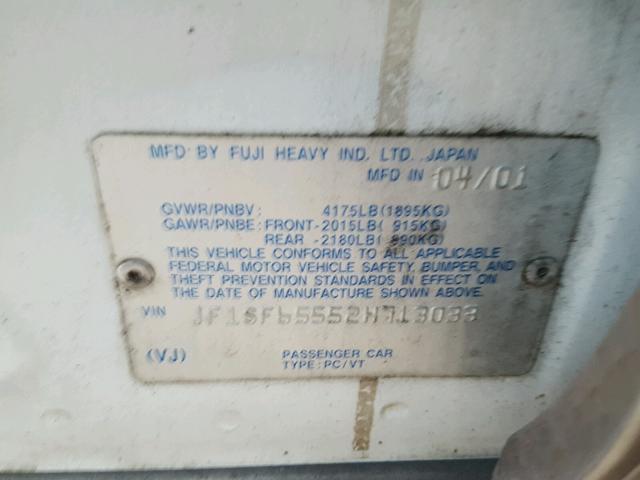 MFD. BY FUJI HEAVY IND. LTD. JAPAN
MFD IN 04/01
GVWR/PNBV: 4175LB(1895KG)
GAWR/PNBE: FRONT-2015LB( 915KG)
REAR -2180LB( 990KG)
THIS VEHICLE CONFORMS TO ALL APPLICABLE
FEDERAL MOTOR VEHICLE SAFETY, BUMPER, AND
THEFT PREVENTION STANDARDS IN EFFECT ON
THE DATE OF MANUFACTURE SHOWN ABOVE.
VIN JF1SF65552H713033
(VJ) PASSENGER CAR
TYPE: PC/VT